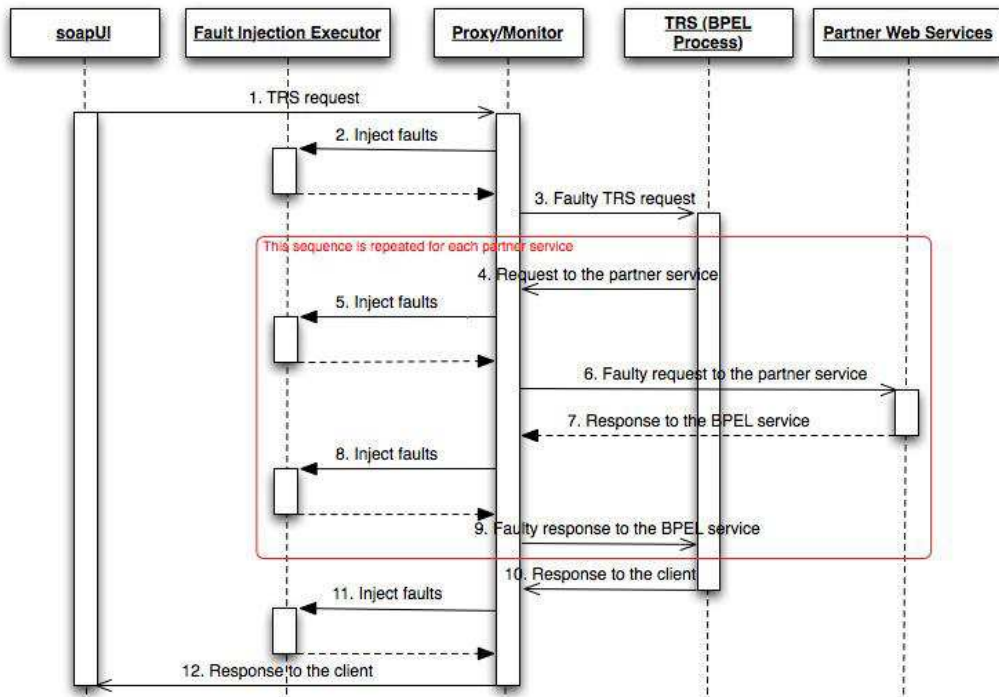 soapUI
Fault Injection Executor
Proxy/Monitor
TRS (BPEL
Process)
Partner Web Services
1. TRS request
2. Inject faults
3. Faulty TRS request
This sequence is repeated for each partner service
4. Request to the partner service
5. Inject faults
6. Faulty request to the partner service
7. Response to the BPEL service
8. Inject faults
9. Faulty response to the BPEL service
10. Response to the client
11. Inject faults
12. Response to the client